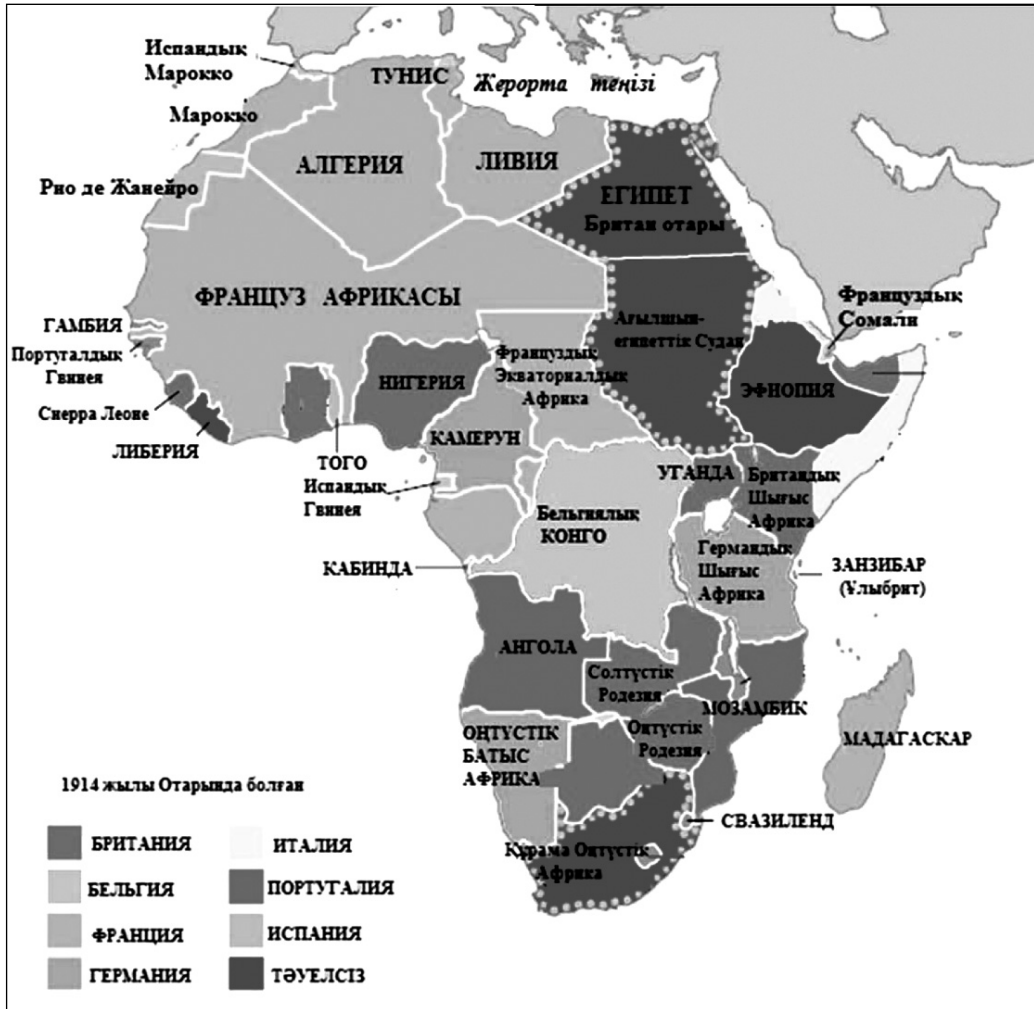 Испандық
Марокко
ТУНИС
Жерорта теңізі
Марокко
АЛГЕРИЯ
ЛИВИЯ
Рио де Жанейро
ЕГИПЕТ
Британ отары
ФРАНЦУЗ АФРИКАСЫ
Француздық
Сомали
ГАМБИЯ
Португалдық
Гвинея
Ағылшын-
египеттік Судан
Француздық
Экваториалдық
Африка
НИГЕРИЯ
ЭФИОПИЯ
Сиерра Леоне
ЛИБЕРИЯ
КАМЕРУН
ТОГО
Испандық
Гвинея
УГАНДА
Британдық
Шығыс
Африка
Бельгиялық
КОНГО
Германдық
Шығыс
Африка
КАБИНДА
ЗАНЗИБАР
(Ұлыбрит)
АНГОЛА
Солтүстік
Родезия
МОЗАМБИК
Оңтүстік
Родезия
ОҢТҮСТІК
БАТЫС
АФРИКА
МАДАГАСКАР
СВАЗИЛЕНД
Құрама Оңтүстік
Африка
1914 жылы Отарында болған
БРИТАНИЯ
ИТАЛИЯ
БЕЛЬГИЯ
ПОРТУГАЛИЯ
ФРАНЦИЯ
ИСПАНИЯ
ГЕРМАНИЯ
ТӘУЕЛСІЗ